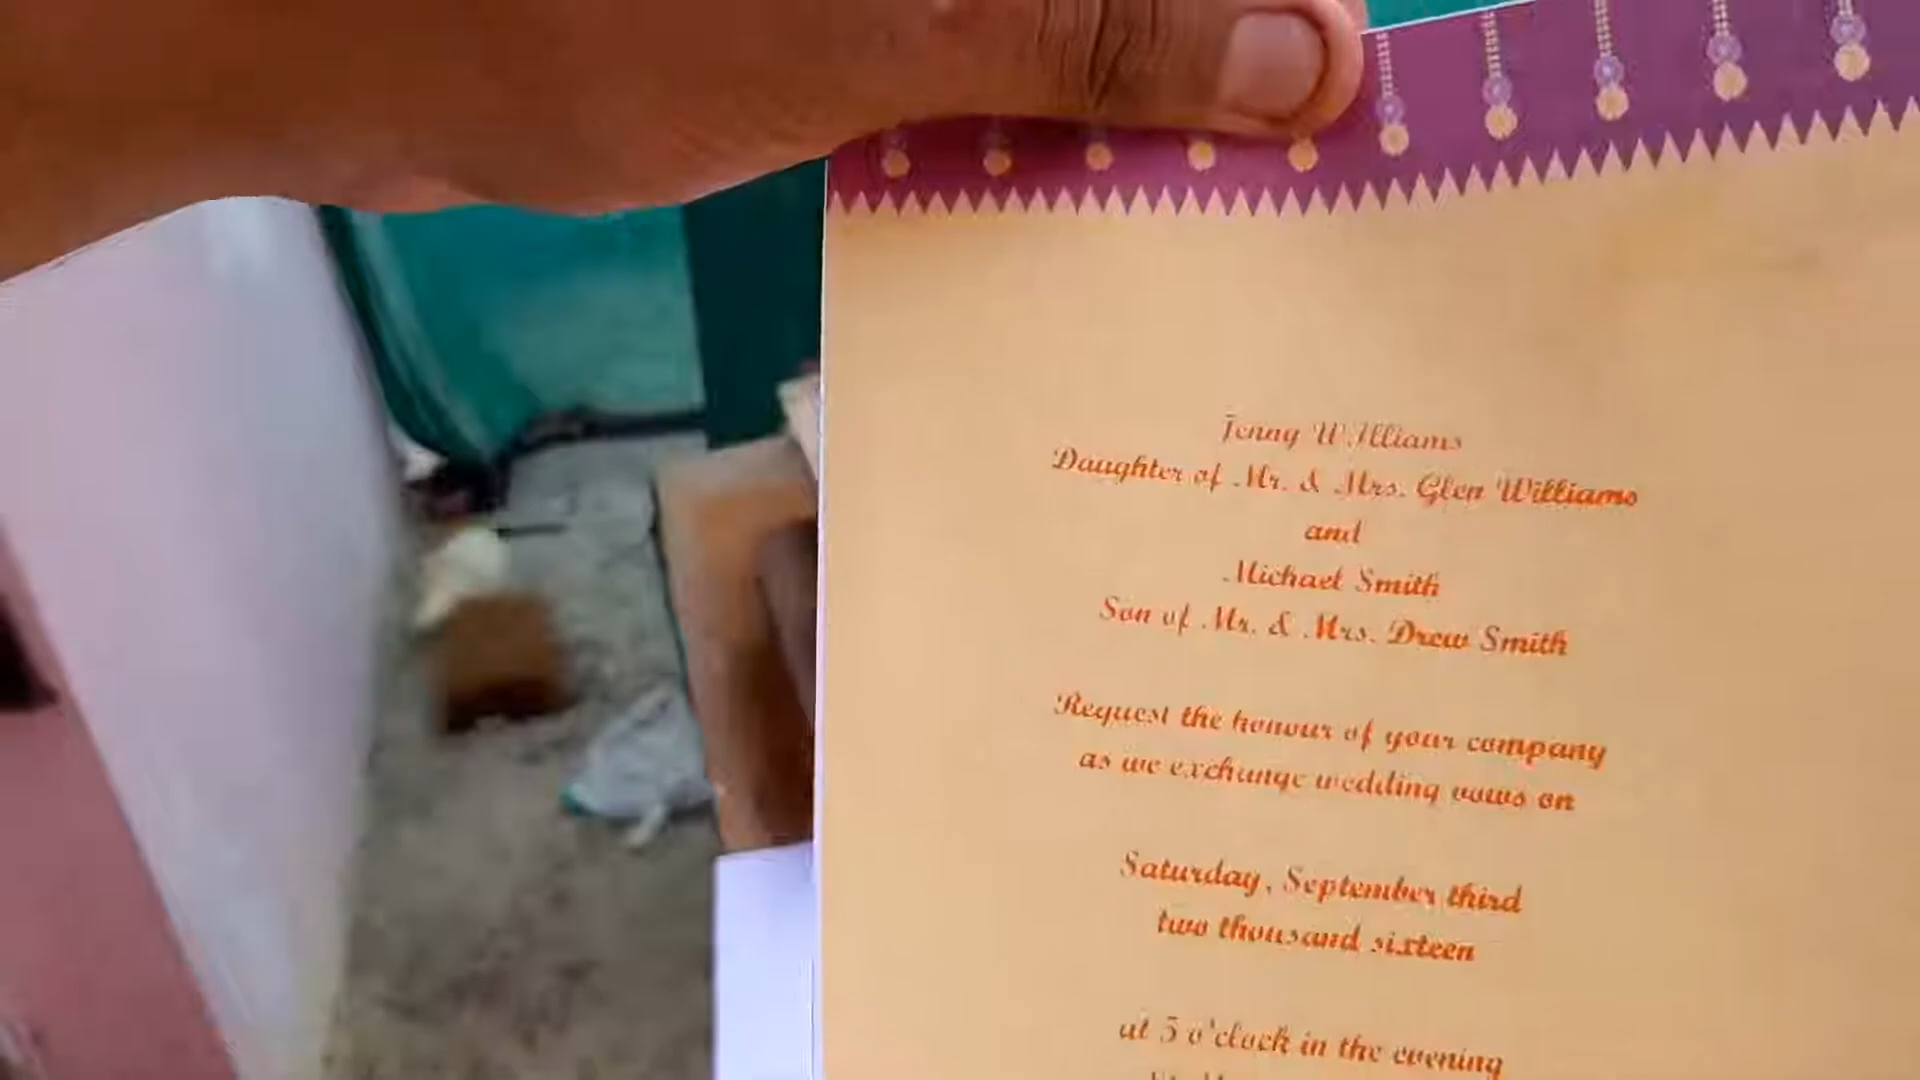 Jenny Williams
Daughter of Mr. & Mrs. Glen Williams
and
Michael Smith
Son of Mr. & Mrs. Drew Smith
Request the honour of your company
as we exchange wedding vows on
Saturday, September third
two thousand sixteen
at 5 o'clock in the evening